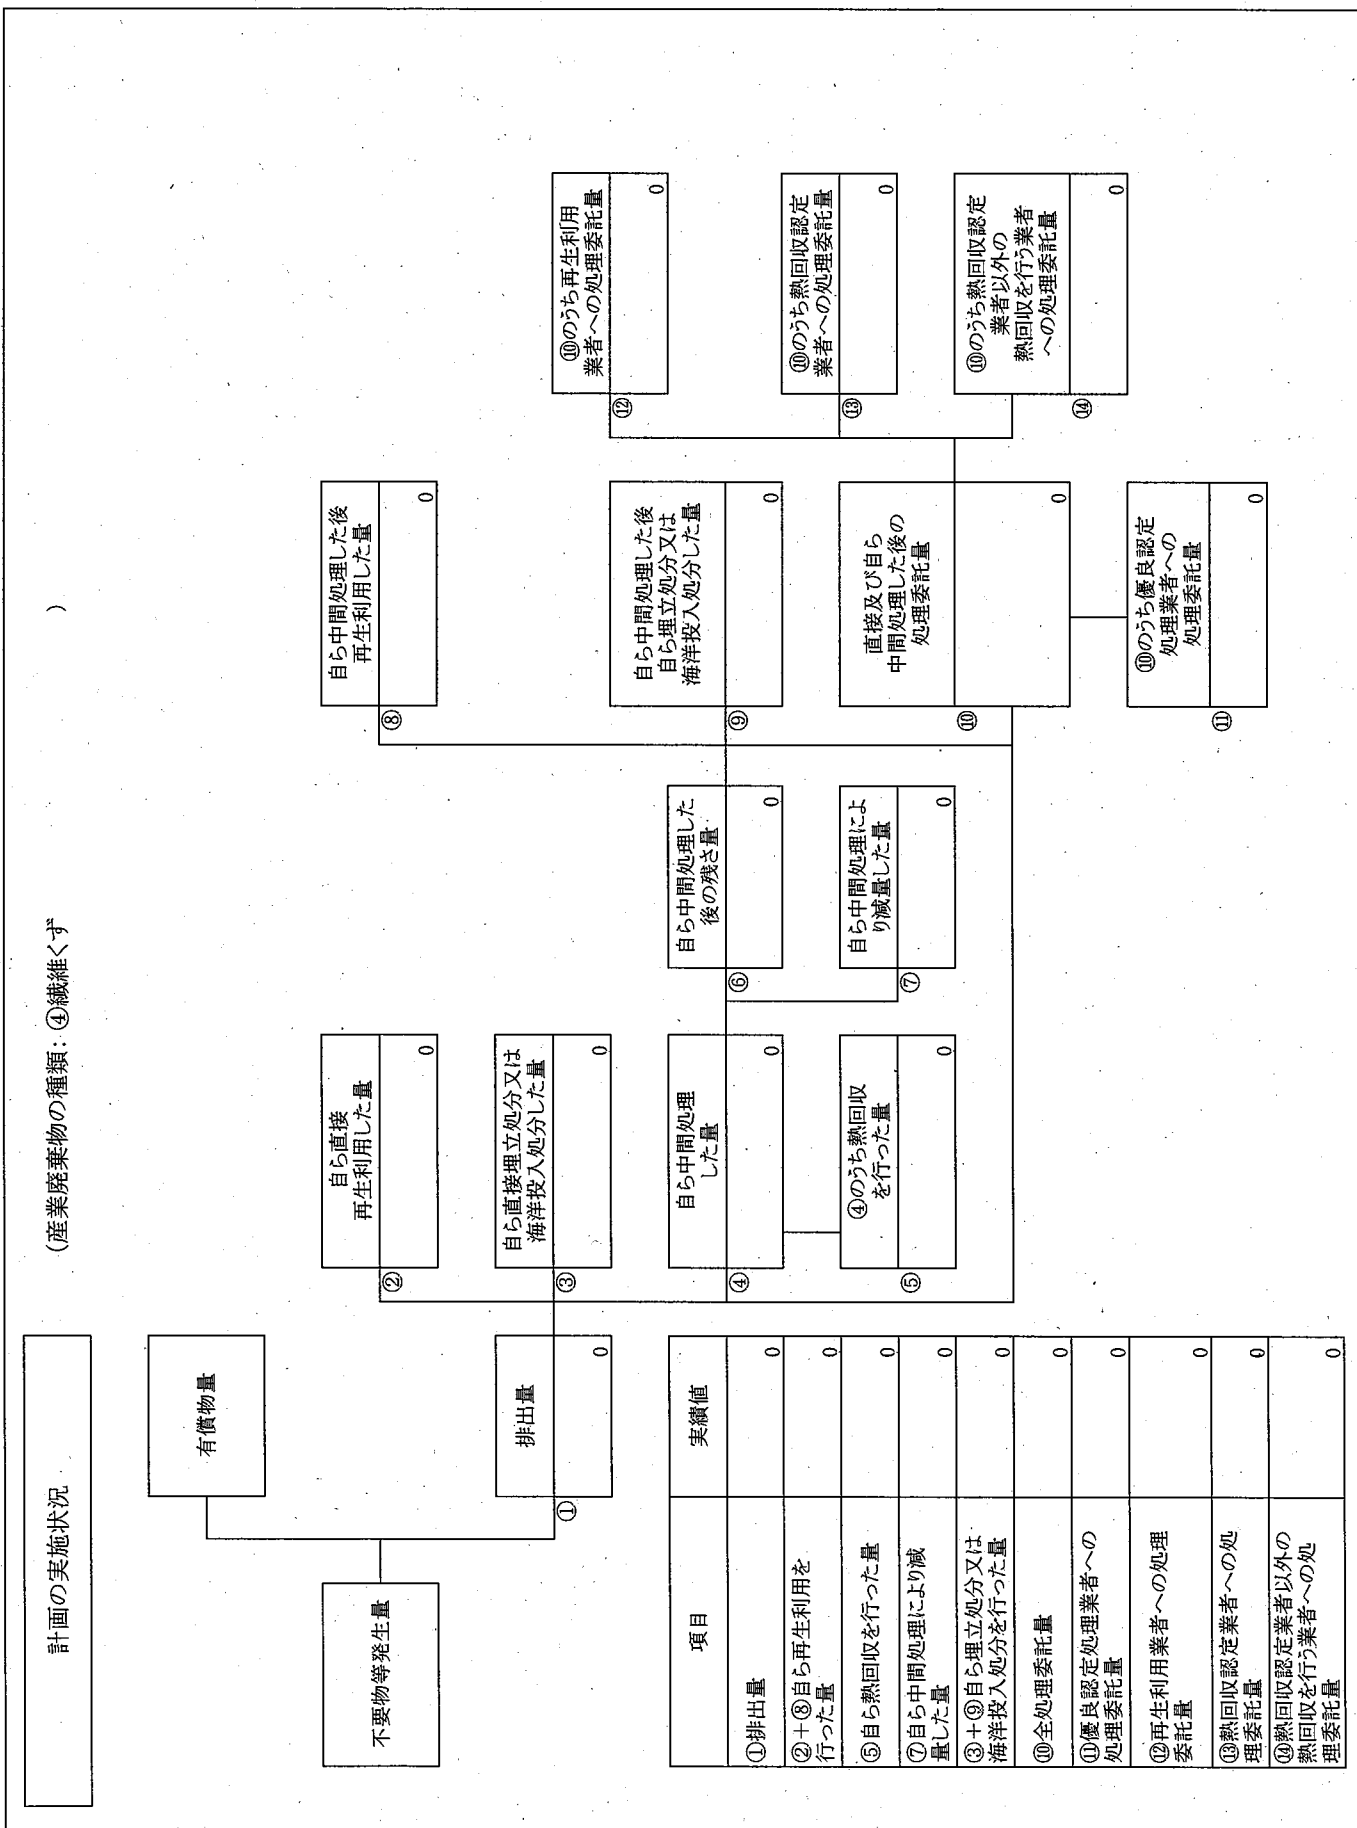 計画の実施状況
(産業廃棄物の種類：④繊維くず
)
有償物量
不要物等発生量
排出量
①
0
自ら直接
再生利用した量
②
0
自ら直接埋立処分又は
海洋投入処分した量
③
0
自ら中間処理
した量
④
0
④のうち熱回収
を行った量
⑤
0
自ら中間処理した
後の残さ量
⑥
0
自ら中間処理によ
り減量した量
⑦
0
自ら中間処理した後
再生利用した量
⑧
0
自ら中間処理した後
自ら埋立処分又は
海洋投入処分した量
⑨
0
直接及び自ら
中間処理した後の
処理委託量
⑩
0
⑩のうち優良認定
処理業者への
処理委託量
⑪
0
⑩のうち再生利用
業者への処理委託量
⑫
0
⑩のうち熱回収認定
業者への処理委託量
⑬
0
⑩のうち熱回収認定
業者以外の
熱回収を行う業者
への処理委託量
⑭
0
項目 実績値
①排出量 0
②+⑧自ら再生利用を
行った量 0
⑤自ら熱回収を行った量 0
⑦自ら中間処理により減
量した量 0
③+⑨自ら埋立処分又は
海洋投入処分を行った量 0
⑩全処理委託量 0
⑪優良認定処理業者への
処理委託量 0
⑫再生利用業者への処理
委託量 0
⑬熱回収認定業者への処
理委託量 0
⑭熱回収認定業者以外の
熱回収を行う業者への処
理委託量 0